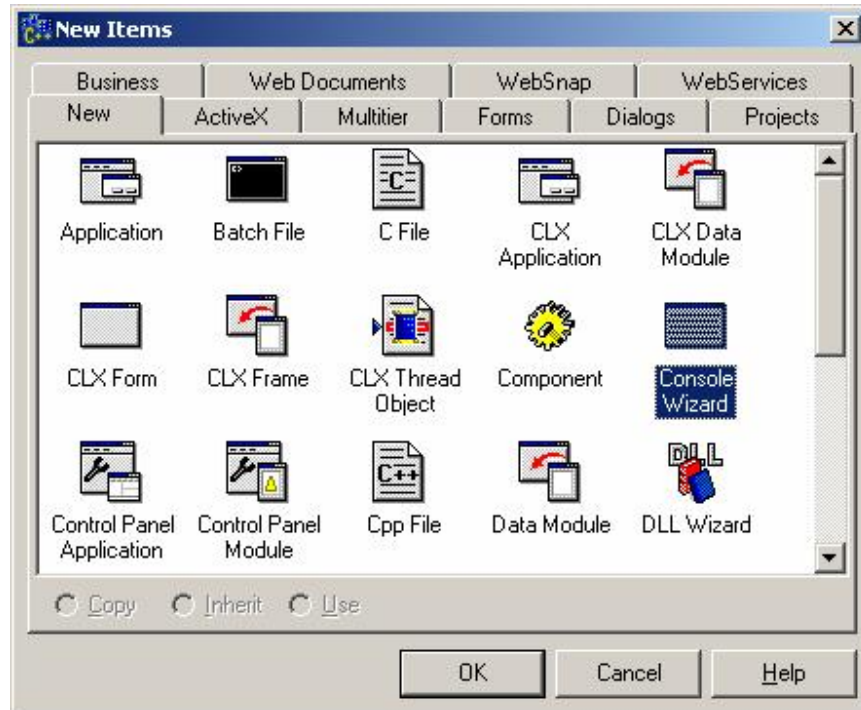 New Items
Business Web Documents WebSnap WebServices
New ActiveX Multitier Forms Dialogs Projects
Application Batch File C File CLX Application CLX Data Module
CLX Form CLX Frame CLX Thread Object Component Console Wizard
Control Panel Application Control Panel Module Cpp File Data Module DLL Wizard
Copy Inherit Use
OK Cancel Help